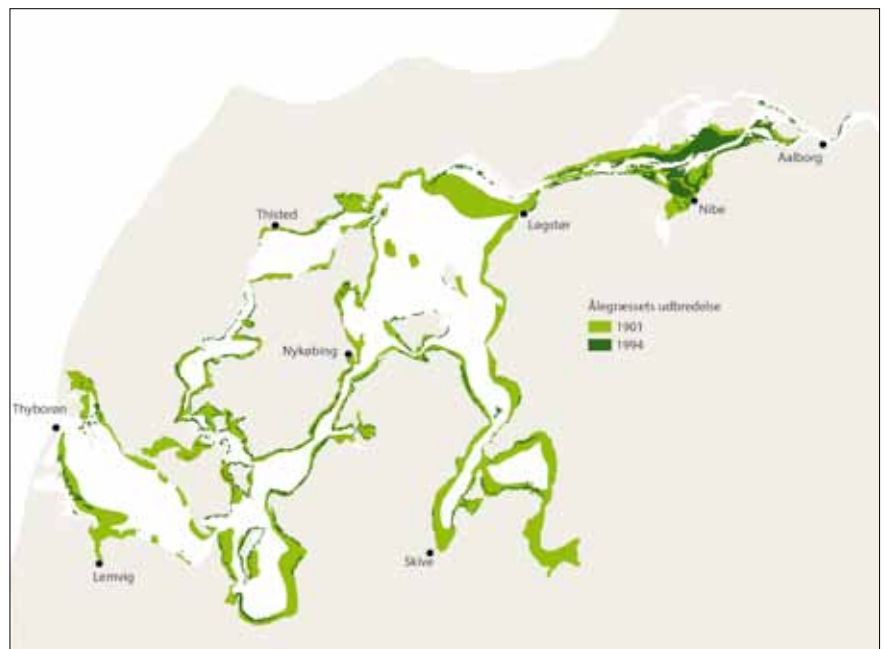 Aalborg
Nibe
Løgstør
Thisted
Ålegræssets udbredelse
1901
1994
Nykøbing
Thyborøn
Skive
Lemvig